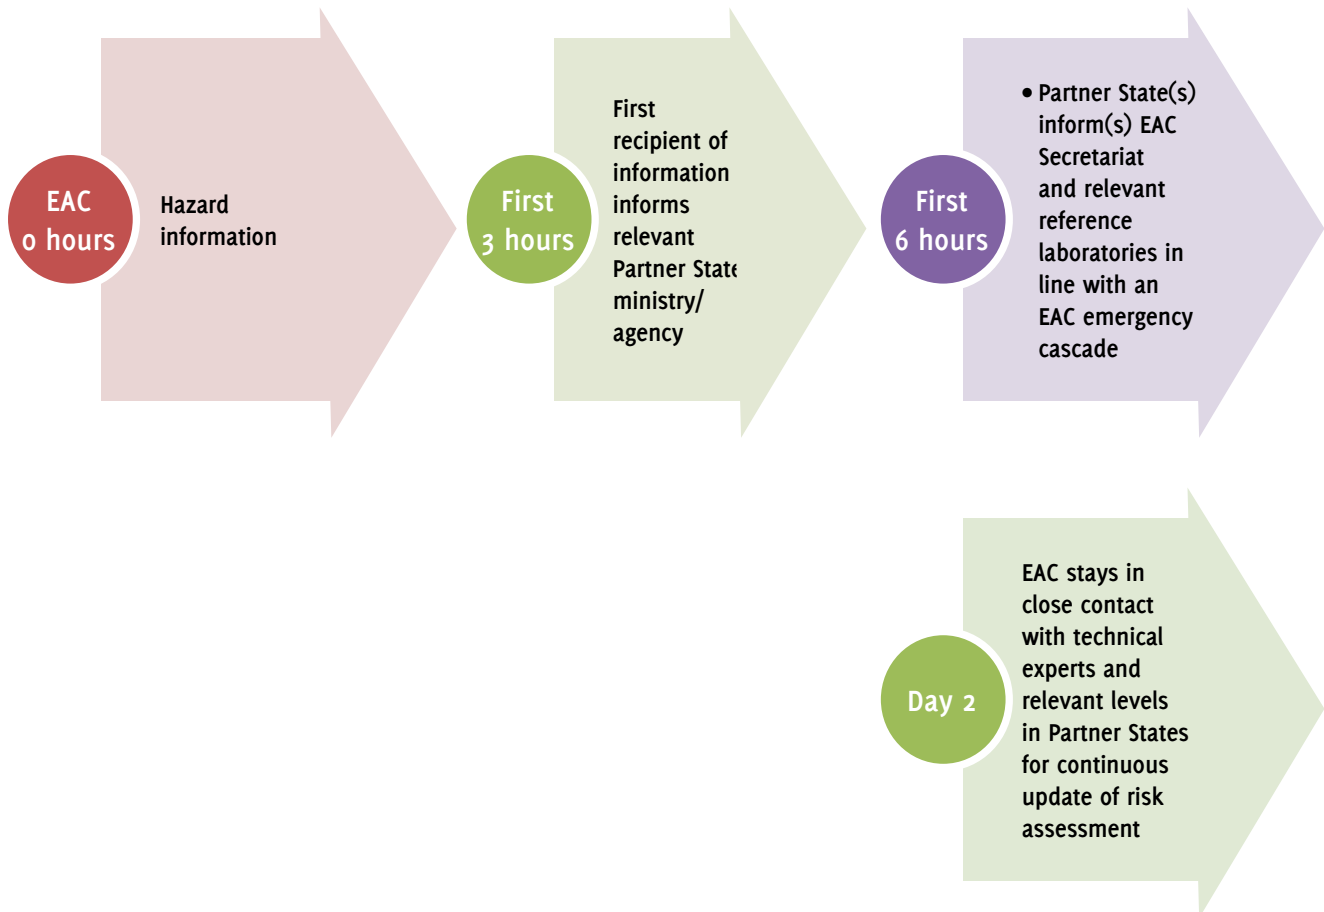 EAC
0 hours
Hazard
information
First
3 hours
First
recipient of
information
informs
relevant
Partner State
ministry/
agency
First
6 hours
• Partner State(s)
inform(s) EAC
Secretariat
and relevant
reference
laboratories in
line with an
EAC emergency
cascade
Day 2
EAC stays in
close contact
with technical
experts and
relevant levels
in Partner States
for continuous
update of risk
assessment